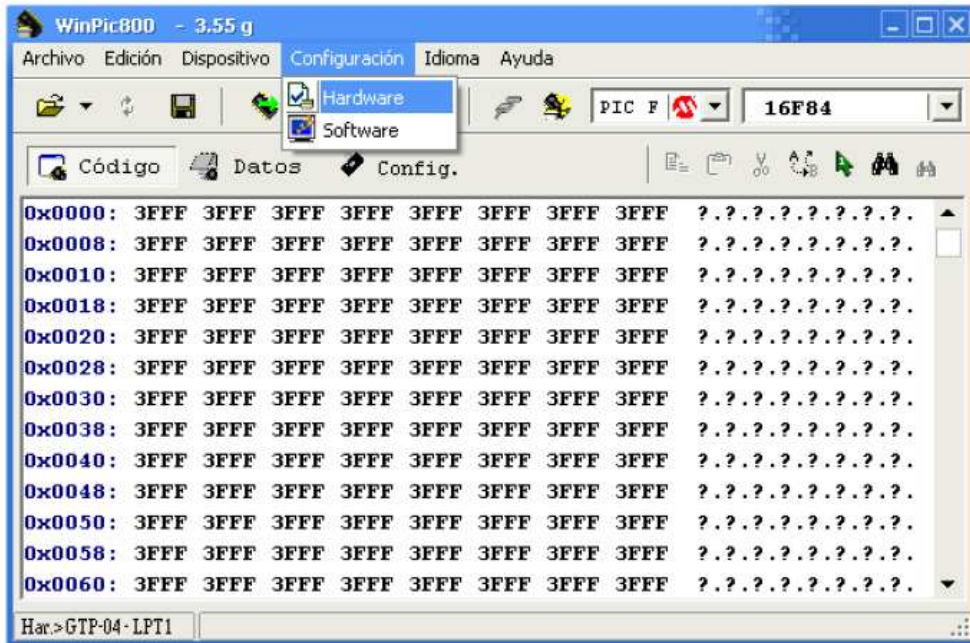 WinPic800 - 3.55 g
Archivo Edición Dispositivo Configuración Idioma Ayuda
Hardware
Software
PIC F 16F84
Código Datos Config.
0x0000: 3FFF 3FFF 3FFF 3FFF 3FFF 3FFF 3FFF 3FFF ?.?.?.?.?.?.?.?.
0x0008: 3FFF 3FFF 3FFF 3FFF 3FFF 3FFF 3FFF 3FFF ?.?.?.?.?.?.?.?.
0x0010: 3FFF 3FFF 3FFF 3FFF 3FFF 3FFF 3FFF 3FFF ?.?.?.?.?.?.?.?.
0x0018: 3FFF 3FFF 3FFF 3FFF 3FFF 3FFF 3FFF 3FFF ?.?.?.?.?.?.?.?.
0x0020: 3FFF 3FFF 3FFF 3FFF 3FFF 3FFF 3FFF 3FFF ?.?.?.?.?.?.?.?.
0x0028: 3FFF 3FFF 3FFF 3FFF 3FFF 3FFF 3FFF 3FFF ?.?.?.?.?.?.?.?.
0x0030: 3FFF 3FFF 3FFF 3FFF 3FFF 3FFF 3FFF 3FFF ?.?.?.?.?.?.?.?.
0x0038: 3FFF 3FFF 3FFF 3FFF 3FFF 3FFF 3FFF 3FFF ?.?.?.?.?.?.?.?.
0x0040: 3FFF 3FFF 3FFF 3FFF 3FFF 3FFF 3FFF 3FFF ?.?.?.?.?.?.?.?.
0x0048: 3FFF 3FFF 3FFF 3FFF 3FFF 3FFF 3FFF 3FFF ?.?.?.?.?.?.?.?.
0x0050: 3FFF 3FFF 3FFF 3FFF 3FFF 3FFF 3FFF 3FFF ?.?.?.?.?.?.?.?.
0x0058: 3FFF 3FFF 3FFF 3FFF 3FFF 3FFF 3FFF 3FFF ?.?.?.?.?.?.?.?.
0x0060: 3FFF 3FFF 3FFF 3FFF 3FFF 3FFF 3FFF 3FFF ?.?.?.?.?.?.?.?.
Har.>GTP-04-LPT1